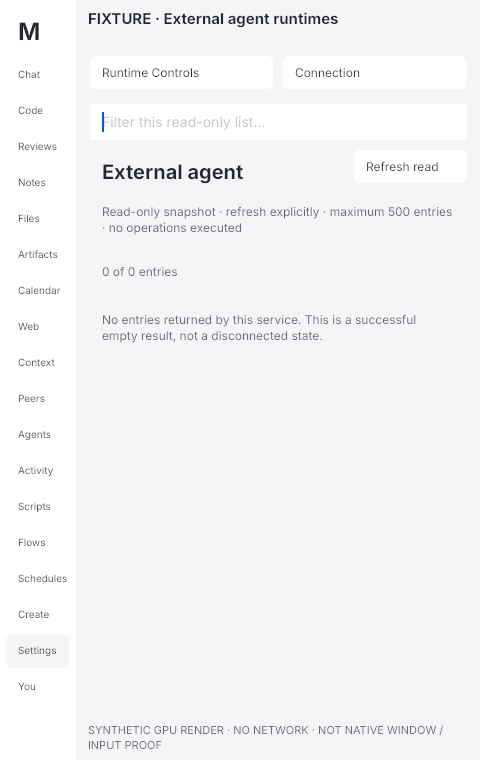 M
FIXTURE · External agent runtimes
Chat
Code
Reviews
Notes
Files
Artifacts
Calendar
Web
Context
Peers
Agents
Activity
Scripts
Flows
Schedules
Create
Settings
You
Runtime Controls
Connection
Filter this read-only list...
External agent
Refresh read
Read-only snapshot · refresh explicitly · maximum 500 entries
· no operations executed
0 of 0 entries
No entries returned by this service. This is a successful
empty result, not a disconnected state.
SYNTHETIC GPU RENDER · NO NETWORK · NOT NATIVE WINDOW /
INPUT PROOF